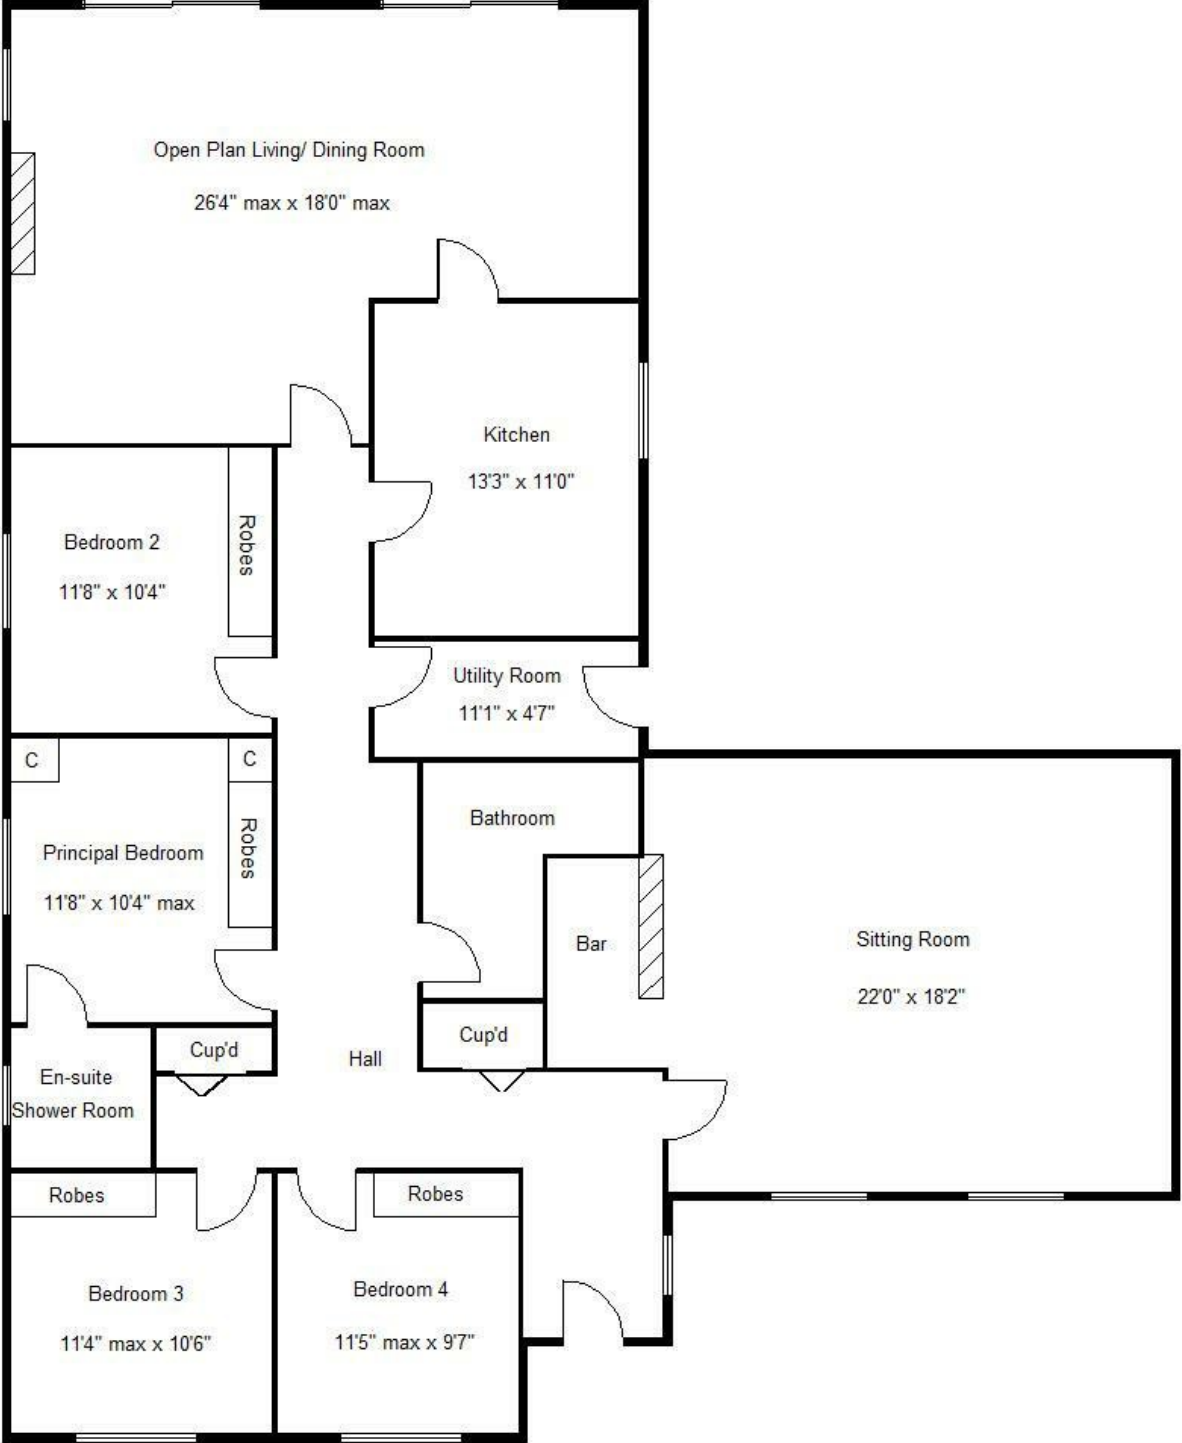 Open Plan Living/ Dining Room
26'4" max x 18'0" max
Kitchen
13'3" x 11'0"
Bedroom 2
11'8" x 10'4"
Robes
Utility Room
11'1" x 4'7"
C
C
Robes
Principal Bedroom
11'8" x 10'4" max
Bathroom
Bar
Sitting Room
22'0" x 18'2"
Cup'd
Cup'd
Hall
En-suite
Shower Room
Robes
Robes
Bedroom 3
11'4" max x 10'6"
Bedroom 4
11'5" max x 9'7"